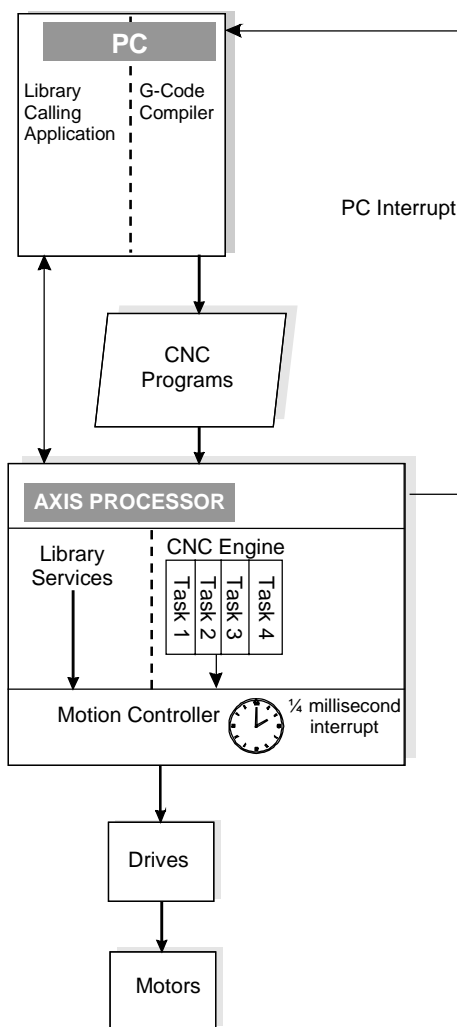 PC
Library
Calling
Application
G-Code
Compiler
PC Interrupt
CNC
Programs
AXIS PROCESSOR
Library
Services
CNC Engine
Task 1
Task 2
Task 3
Task 4
Motion Controller
¼ millisecond
interrupt
Drives
Motors